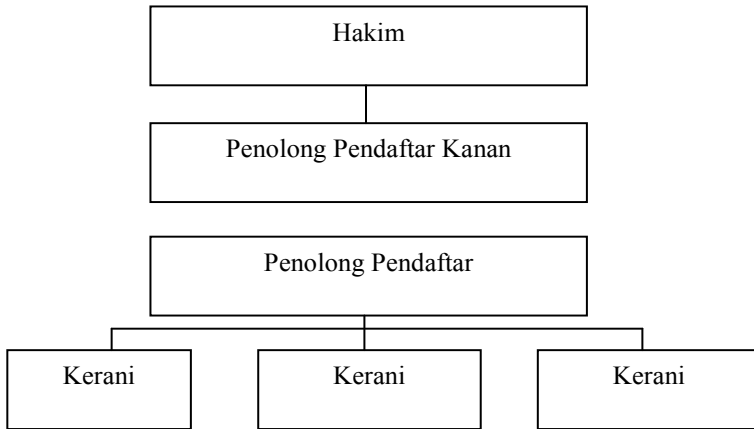 Hakim
Penolong Pendaftar Kanan
Penolong Pendaftar
Kerani
Kerani
Kerani